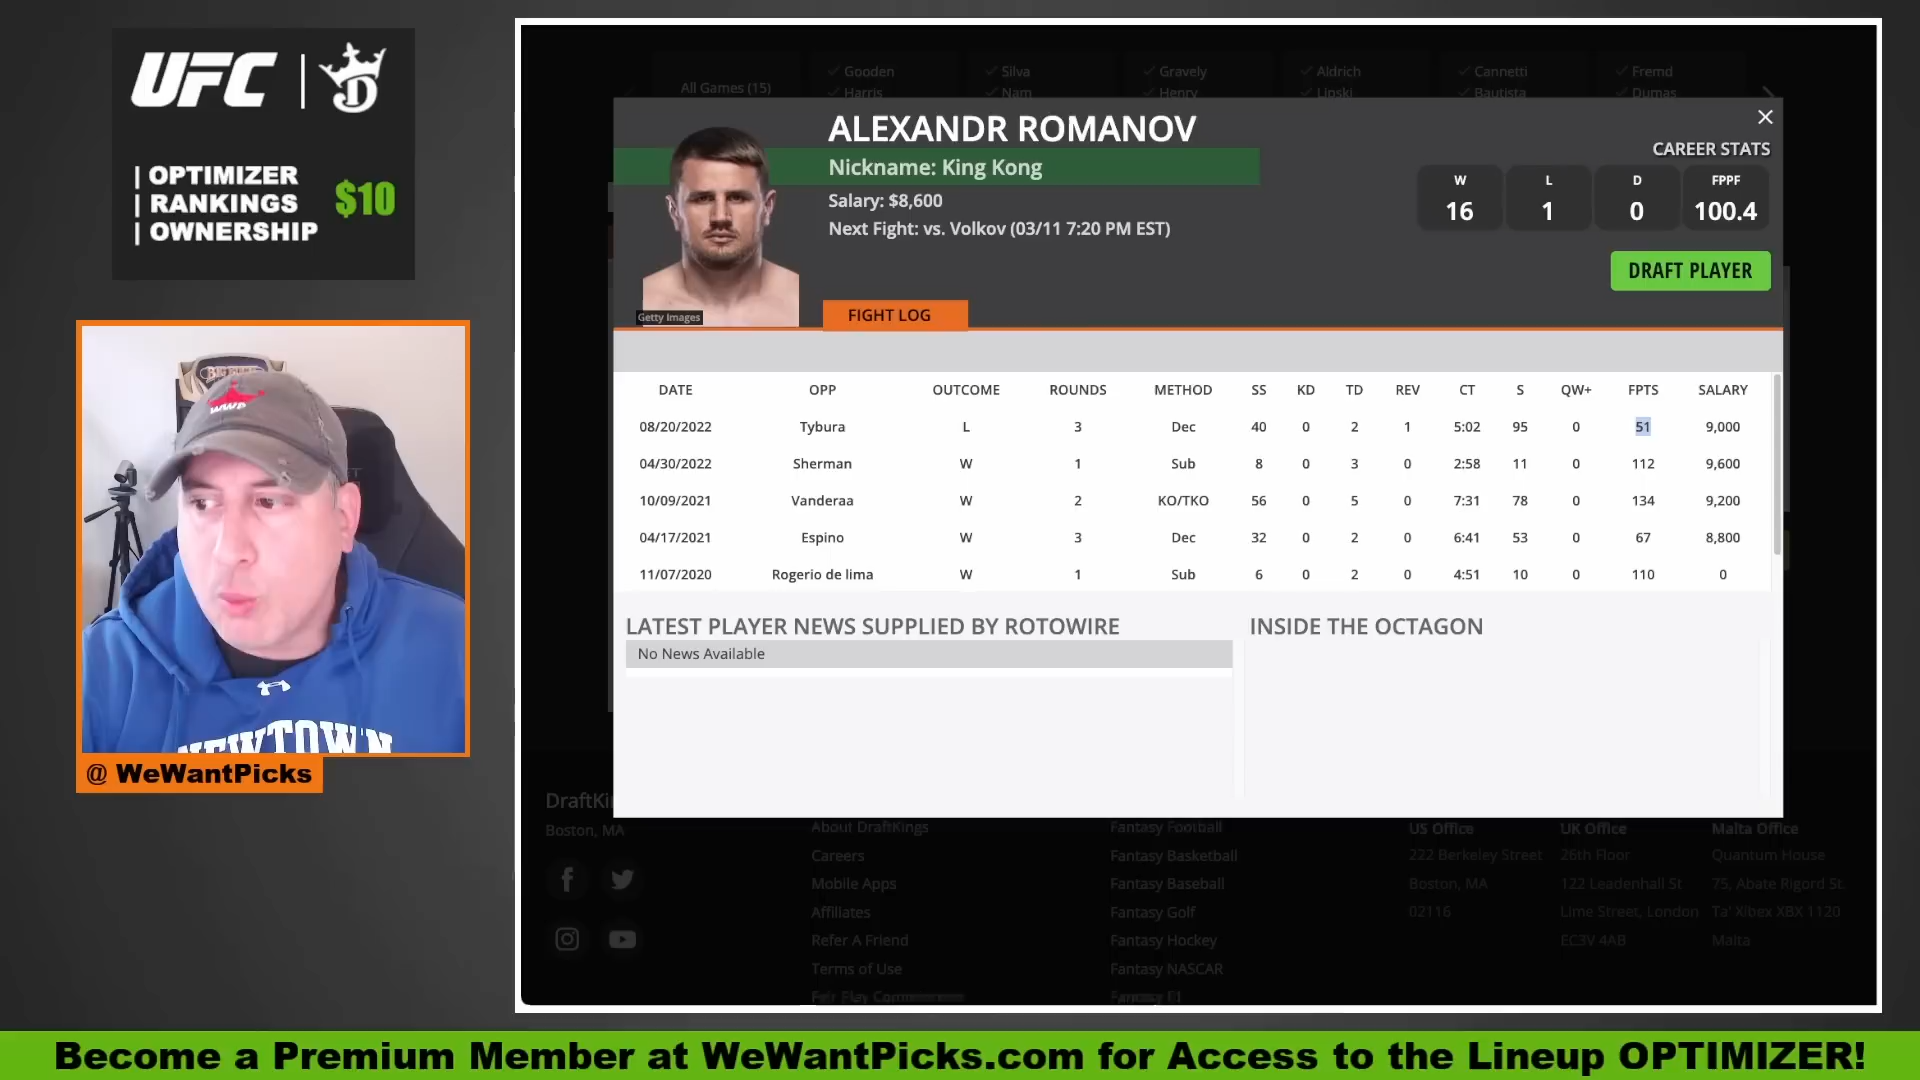 UFC
D
| OPTIMIZER
| RANKINGS
| OWNERSHIP
$10
WWP
NEWTOWN
@ WeWantPicks
All Games (15)
Gooden
Harris
Silva
Nam
Gravely
Henry
Aldrich
Lipski
Cannetti
Bautista
Fremd
Dumas
ALEXANDR ROMANOV
Nickname: King Kong
Salary: $8,600
Next Fight: vs. Volkov (03/11 7:20 PM EST)
Getty Images
CAREER STATS
W L D FPPF
16 1 0 100.4
DRAFT PLAYER
FIGHT LOG
DATE OPP OUTCOME ROUNDS METHOD SS KD TD REV CT S QW+ FPTS SALARY
08/20/2022 Tybura L 3 Dec 40 0 2 1 5:02 95 0 51 9,000
04/30/2022 Sherman W 1 Sub 8 0 3 0 2:58 11 0 112 9,600
10/09/2021 Vanderaa W 2 KO/TKO 56 0 5 0 7:31 78 0 134 9,200
04/17/2021 Espino W 3 Dec 32 0 2 0 6:41 53 0 67 8,800
11/07/2020 Rogerio de lima W 1 Sub 6 0 2 0 4:51 10 0 110 0
LATEST PLAYER NEWS SUPPLIED BY ROTOWIRE
No News Available
INSIDE THE OCTAGON
DraftKi
Boston, MA
About DraftKings
Careers
Mobile Apps
Affiliates
Refer A Friend
Terms of Use
Fantasy Football
Fantasy Basketball
Fantasy Baseball
Fantasy Golf
Fantasy Hockey
Fantasy NASCAR
Fantasy F1
US Office
222 Berkeley Street
Boston, MA
02116
UK Office
26th Floor
122 Leadenhall St
Lime Street, London
EC3V 4AB
Malta Office
Quantum House
75, Abate Rigord St.
Ta' Xibex XBX 1120
Malta
Become a Premium Member at WeWantPicks.com for Access to the Lineup OPTIMIZER!